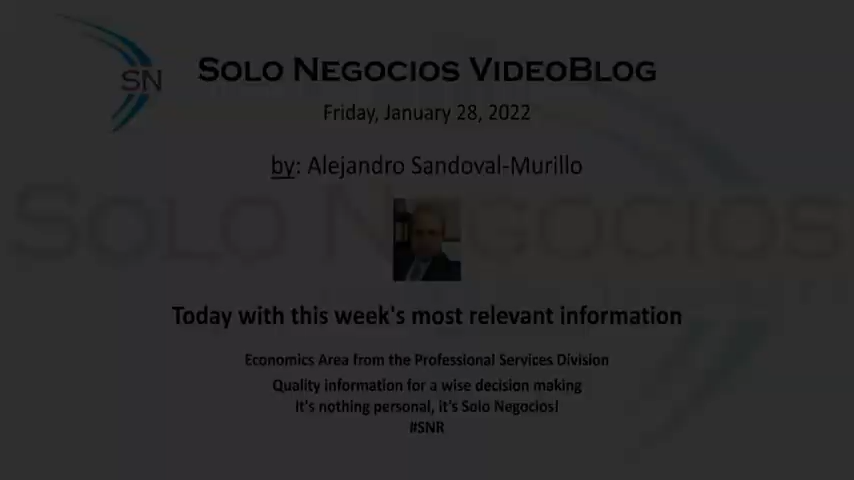 SN
SOLO NEGOCIOS VIDEOBLOG
Friday, January 28, 2022
by: Alejandro Sandoval-Murillo
SOLO NEGOCIOS
Today with this week's most relevant information
Economics Area from the Professional Services Division
Quality information for a wise decision making
It's nothing personal, it's Solo Negocios!
#SNR